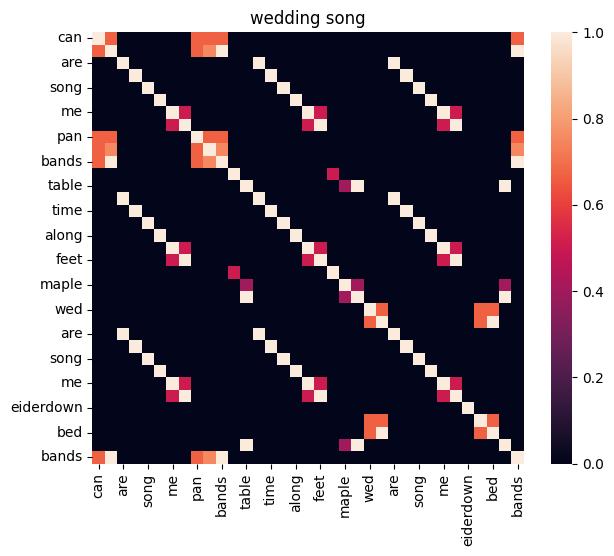 wedding song
can
are
song
me
pan
bands
table
time
along
feet
maple
wed
are
song
me
eiderdown
bed
bands
1.0
0.8
0.6
0.4
0.2
0.0
can
are
song
me
pan
bands
table
time
along
feet
maple
wed
are
song
me
eiderdown
bed
bands